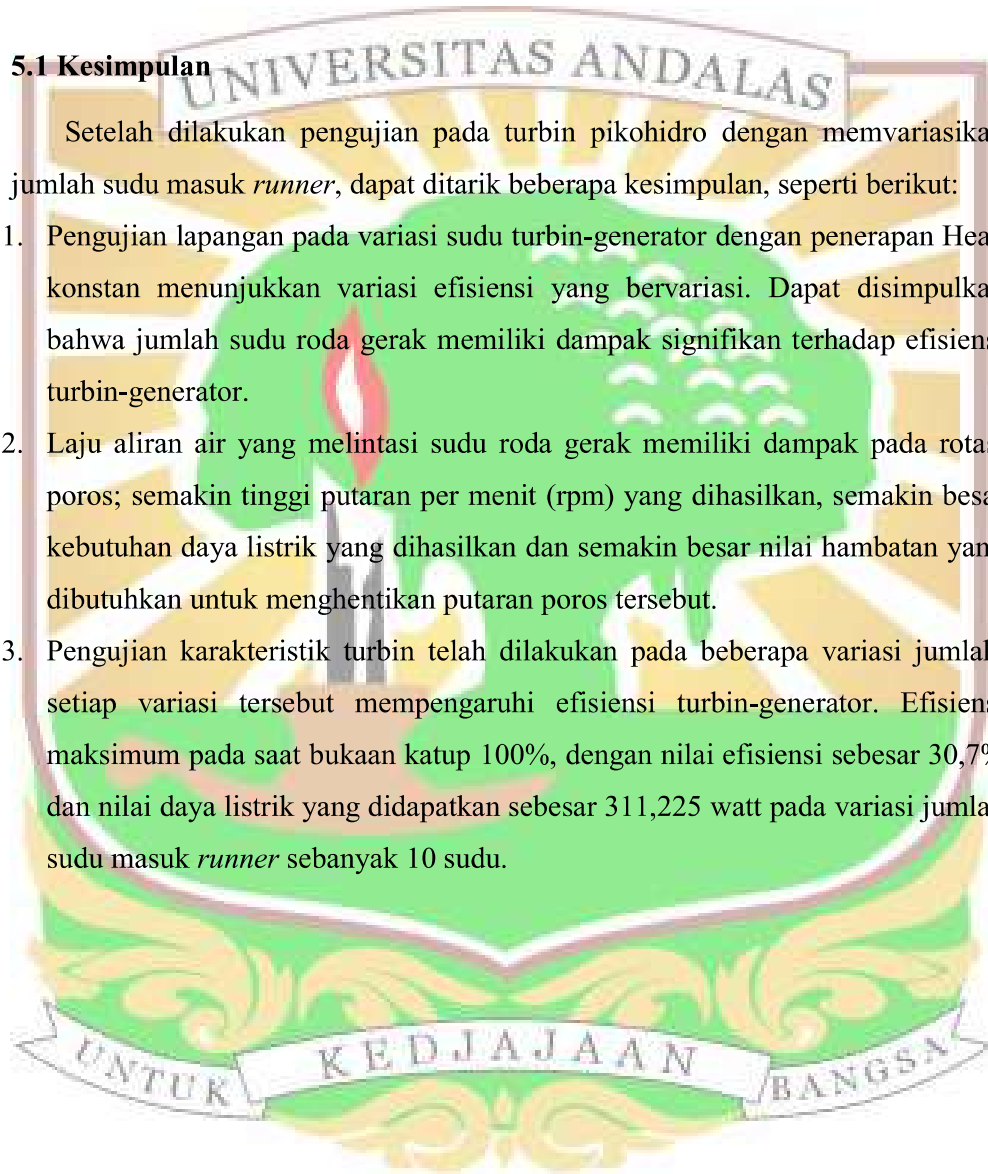 5.1 Kesimpulan
UNIVERSITAS ANDALAS
Setelah dilakukan pengujian pada turbin pikohidro dengan memvariasika
jumlah sudu masuk runner, dapat ditarik beberapa kesimpulan, seperti berikut:
1. Pengujian lapangan pada variasi sudu turbin-generator dengan penerapan Hea
konstan menunjukkan variasi efisiensi yang bervariasi. Dapat disimpulka
bahwa jumlah sudu roda gerak memiliki dampak signifikan terhadap efisiens
turbin-generator.
2. Laju aliran air yang melintasi sudu roda gerak memiliki dampak pada rotas
poros; semakin tinggi putaran per menit (rpm) yang dihasilkan, semakin besa
kebutuhan daya listrik yang dihasilkan dan semakin besar nilai hambatan yan
dibutuhkan untuk menghentikan putaran poros tersebut.
3. Pengujian karakteristik turbin telah dilakukan pada beberapa variasi jumlal
setiap variasi tersebut mempengaruhi efisiensi turbin-generator. Efisiens
maksimum pada saat bukaan katup 100%, dengan nilai efisiensi sebesar 30,7%
dan nilai daya listrik yang didapatkan sebesar 311,225 watt pada variasi jumla
sudu masuk runner sebanyak 10 sudu.
UNTUK KEDJAJAAN BANGSA